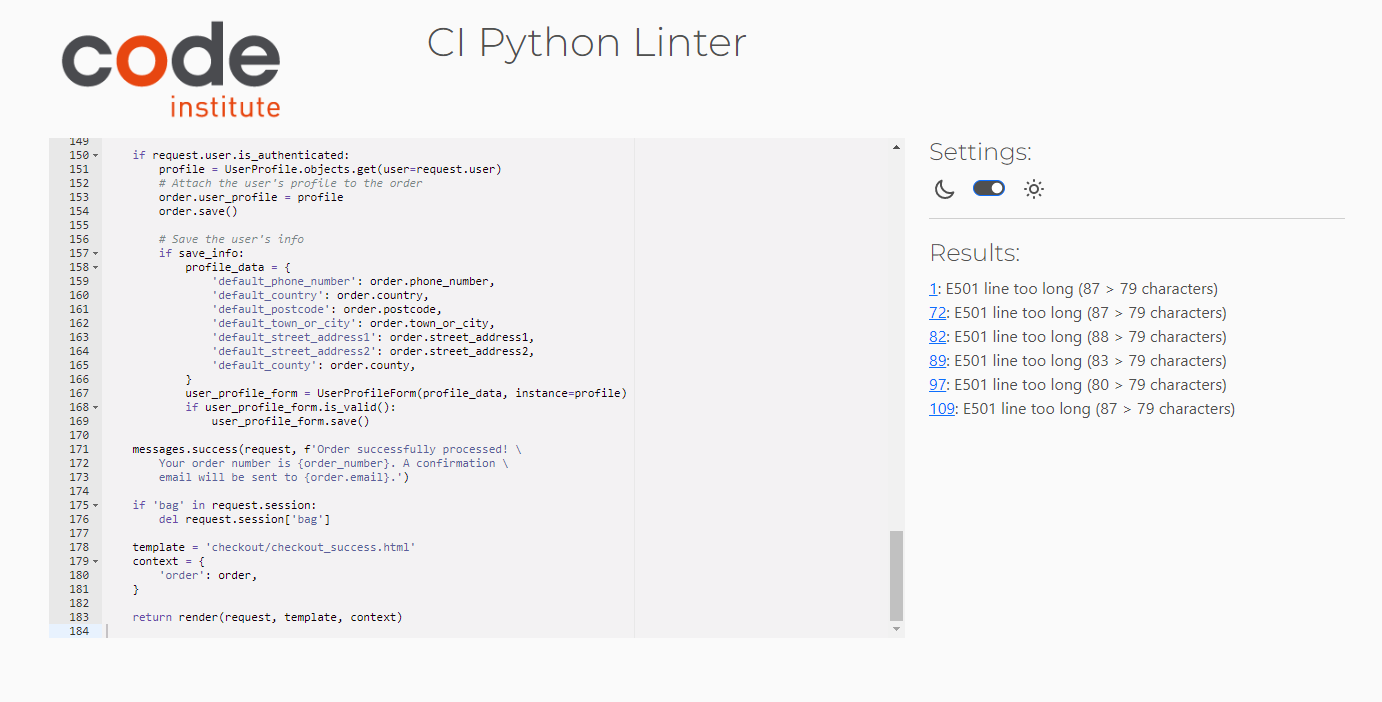 code
institute
CI Python Linter
149
150 if request.user.is_authenticated:
151 profile = UserProfile.objects.get(user=request.user)
152 # Attach the user's profile to the order
153 order.user_profile = profile
154 order.save()
155
156 # Save the user's info
157 if save_info:
158 profile_data = {
159 'default_phone_number': order.phone_number,
160 'default_country': order.country,
161 'default_postcode': order.postcode,
162 'default_town_or_city': order.town_or_city,
163 'default_street_address1': order.street_address1,
164 'default_street_address2': order.street_address2,
165 'default_county': order.county,
166 }
167 user_profile_form = UserProfileForm(profile_data, instance=profile)
168 if user_profile_form.is_valid():
169 user_profile_form.save()
170
171 messages.success(request, f'Order successfully processed! \
172 Your order number is {order_number}. A confirmation \
173 email will be sent to {order.email}.')
174
175 if 'bag' in request.session:
176 del request.session['bag']
177
178 template = 'checkout/checkout_success.html'
179 context = {
180 'order': order,
181 }
182
183 return render(request, template, context)
184
Settings:
Results:
1: E501 line too long (87 > 79 characters)
72: E501 line too long (87 > 79 characters)
82: E501 line too long (88 > 79 characters)
89: E501 line too long (83 > 79 characters)
97: E501 line too long (80 > 79 characters)
109: E501 line too long (87 > 79 characters)